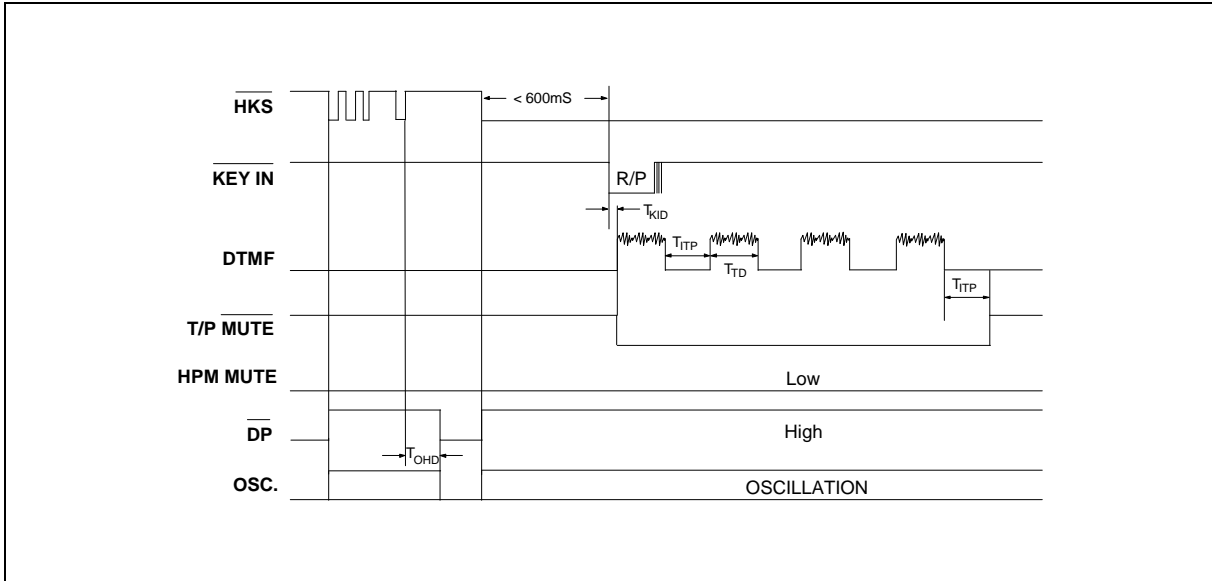 HKS
< 600mS
KEY IN
R/P
TKID
DTMF
TITP
TTD
TITP
T/P MUTE
HPM MUTE
Low
DP
High
TOHD
OSC.
OSCILLATION